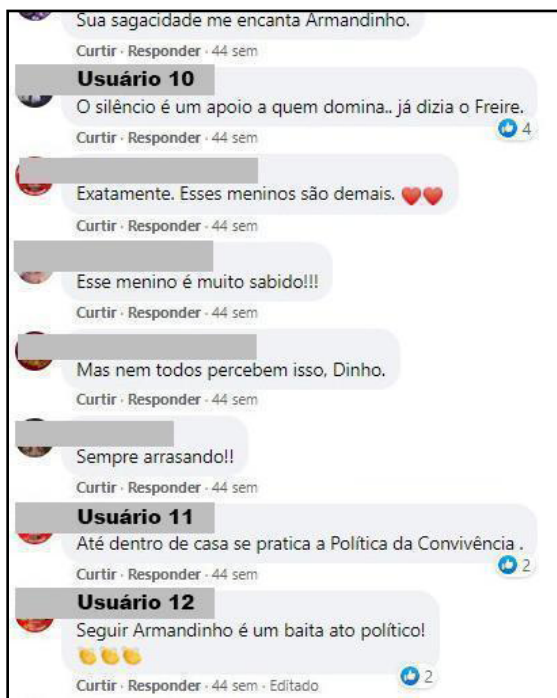 Sua sagacidade me encanta Armandinho.
Curtir · Responder · 44 sem
Usuário 10
O silêncio é um apoio a quem domina.. já dizia o Freire.
4
Curtir · Responder · 44 sem
Exatamente. Esses meninos são demais. ❤❤
Curtir · Responder · 44 sem
Esse menino é muito sabido!!!
Curtir · Responder · 44 sem
Mas nem todos percebem isso, Dinho.
Curtir · Responder · 44 sem
Sempre arrasando!!
Curtir · Responder · 44 sem
Usuário 11
Até dentro de casa se pratica a Política da Convivência .
2
Curtir · Responder · 44 sem
Usuário 12
Seguir Armandinho é um baita ato político!
👏👏👏
2
Curtir · Responder · 44 sem · Editado